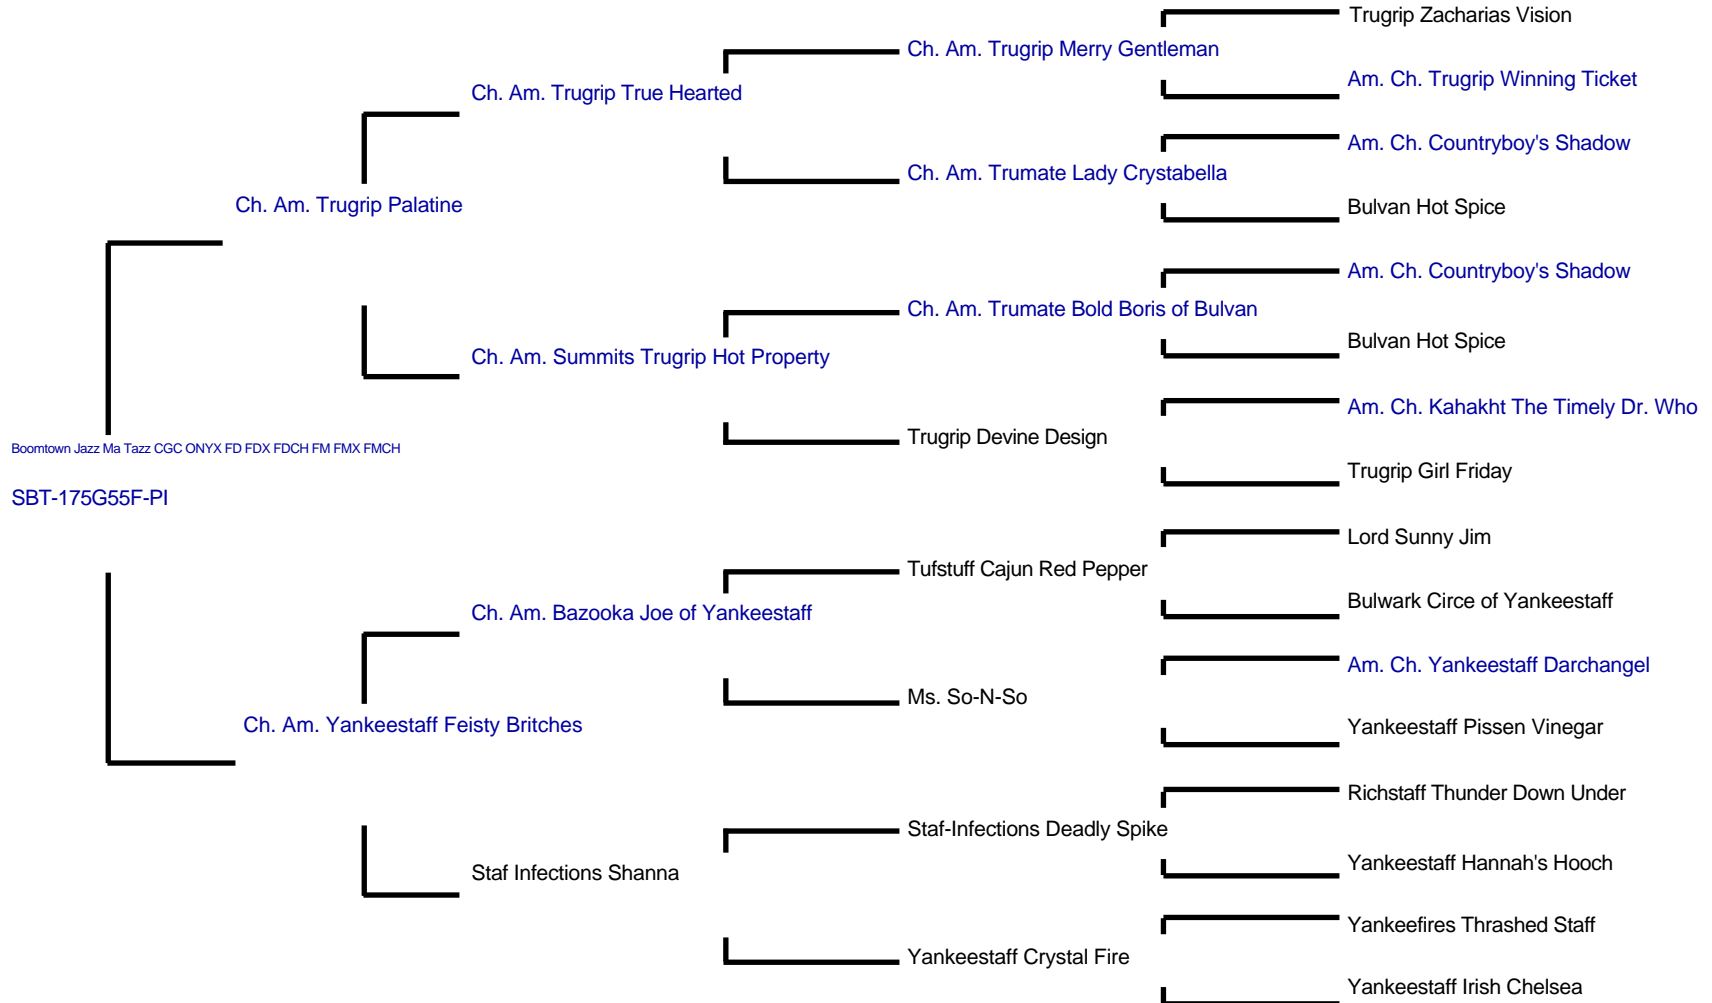 Trugrip Zacharias Vision
Ch. Am. Trugrip Merry Gentleman
Am. Ch. Trugrip Winning Ticket
Ch. Am. Trugrip True Hearted
Am. Ch. Countryboy's Shadow
Ch. Am. Trumate Lady Crystabella
Bulvan Hot Spice
Ch. Am. Trugrip Palatine
Am. Ch. Countryboy's Shadow
Ch. Am. Trumate Bold Boris of Bulvan
Bulvan Hot Spice
Ch. Am. Summits Trugrip Hot Property
Am. Ch. Kahakht The Timely Dr. Who
Trugrip Devine Design
Trugrip Girl Friday
Boomtown Jazz Ma Tazz CGC ONYX FD FDX FDCH FM FMX FMCH
SBT-175G55F-PI
Lord Sunny Jim
Tufstuff Cajun Red Pepper
Bulwark Circe of Yankeestaff
Ch. Am. Bazooka Joe of Yankeestaff
Am. Ch. Yankeestaff Darchangel
Ms. So-N-So
Yankeestaff Pissen Vinegar
Ch. Am. Yankeestaff Feisty Britches
Richstaff Thunder Down Under
Staf-Infections Deadly Spike
Yankeestaff Hannah's Hooch
Staf Infections Shanna
Yankeefires Thrashed Staff
Yankeestaff Crystal Fire
Yankeestaff Irish Chelsea